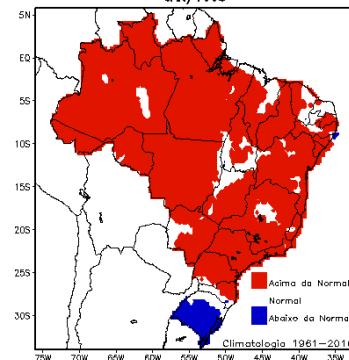 5N
EQ
5S
10S
15S
20S
25S
30S
Acima da Normal
Normal
Abaixo da Norma
Climatologia 1961-2010
75W 70W 65W 60W 55W 50W 45W 40W 35W